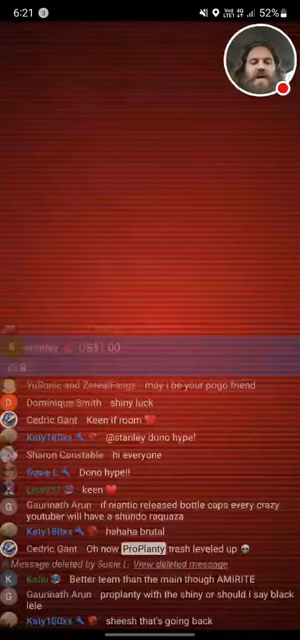 6:21
4G
LTE1
52%
S
US$1.00
8
YuSonic and ZerealFangz may i be your pogo friend
D Dominique Smith shiny luck
Cedric Gant Keen if room
Katy180xx @stanley dono hype!
Sharon Constable hi everyone
Susie L Dono hype!!
keen
G Gaurinath Arun if niantic released bottle caps every crazy
youtuber will have a shundo raquaza
Katy180xx hahaha brutal
Cedric Gant Oh now ProPlanty trash leveled up
Message deleted by Susie L. View deleted message
K Better team than the main though AMIRITE
G Gaurinath Arun proplanty with the shiny or should i say black
lele
Katy180xx sheesh that's going back